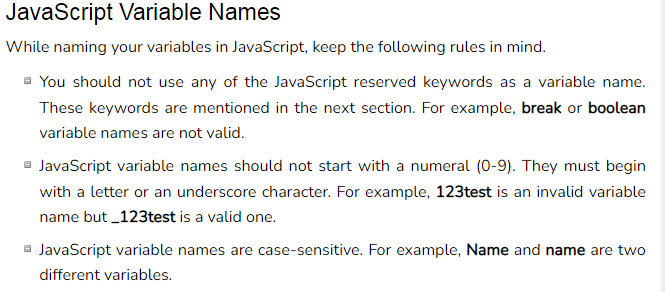 JavaScript Variable Names
While naming your variables in JavaScript, keep the following rules in mind.
You should not use any of the JavaScript reserved keywords as a variable name.
These keywords are mentioned in the next section. For example, break or boolean
variable names are not valid.
JavaScript variable names should not start with a numeral (0-9). They must begin
with a letter or an underscore character. For example, 123test is an invalid variable
name but _123test is a valid one.
JavaScript variable names are case-sensitive. For example, Name and name are two
different variables.